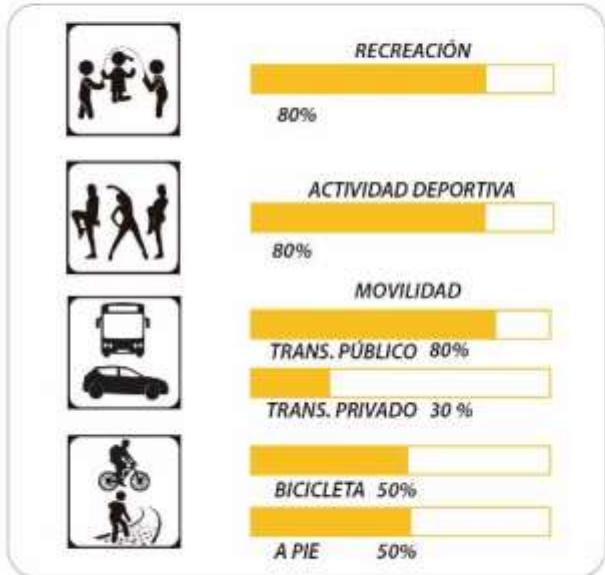 RECREACIÓN
80%
ACTIVIDAD DEPORTIVA
80%
MOVILIDAD
TRANS. PÚBLICO 80%
TRANS. PRIVADO 30 %
BICICLETA 50%
A PIE 50%